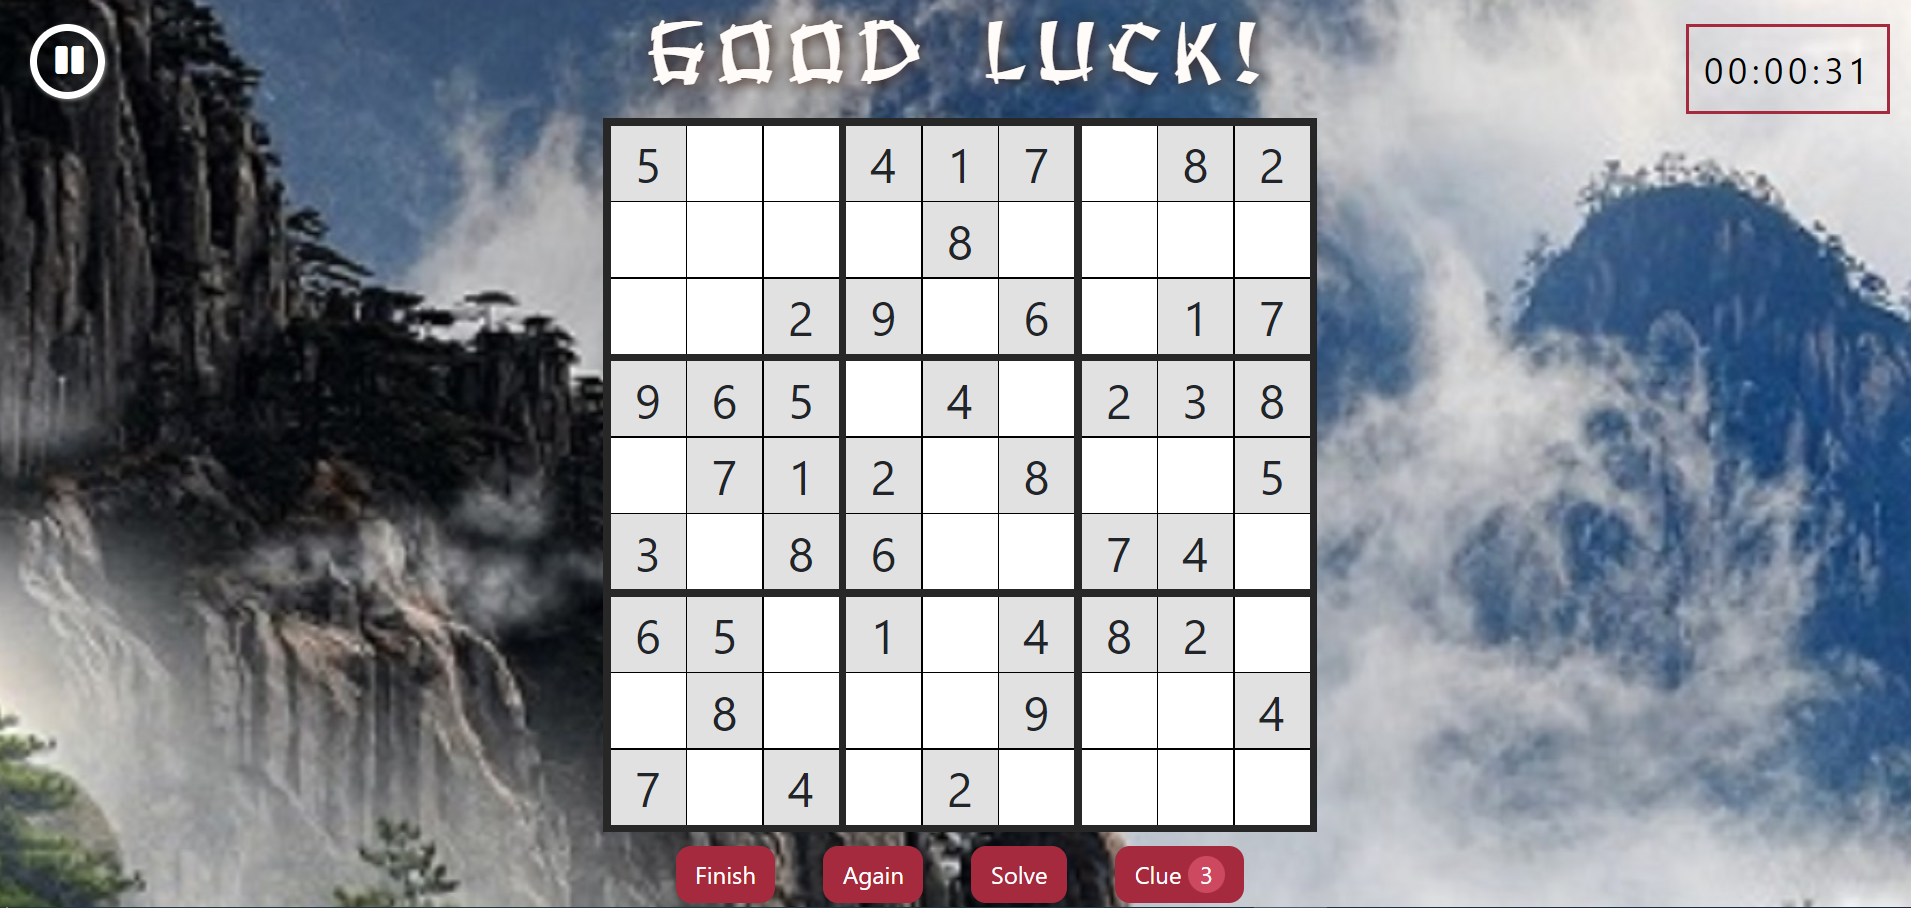 GOOD LUCK!
00:00:31
5 4 1 7 8 2
8
2 9 6 1 7
9 6 5 4 2 3 8
7 1 2 8 5
3 8 6 7 4
6 5 1 4 8 2
8 9 4
7 4 2
Finish Again Solve Clue 3